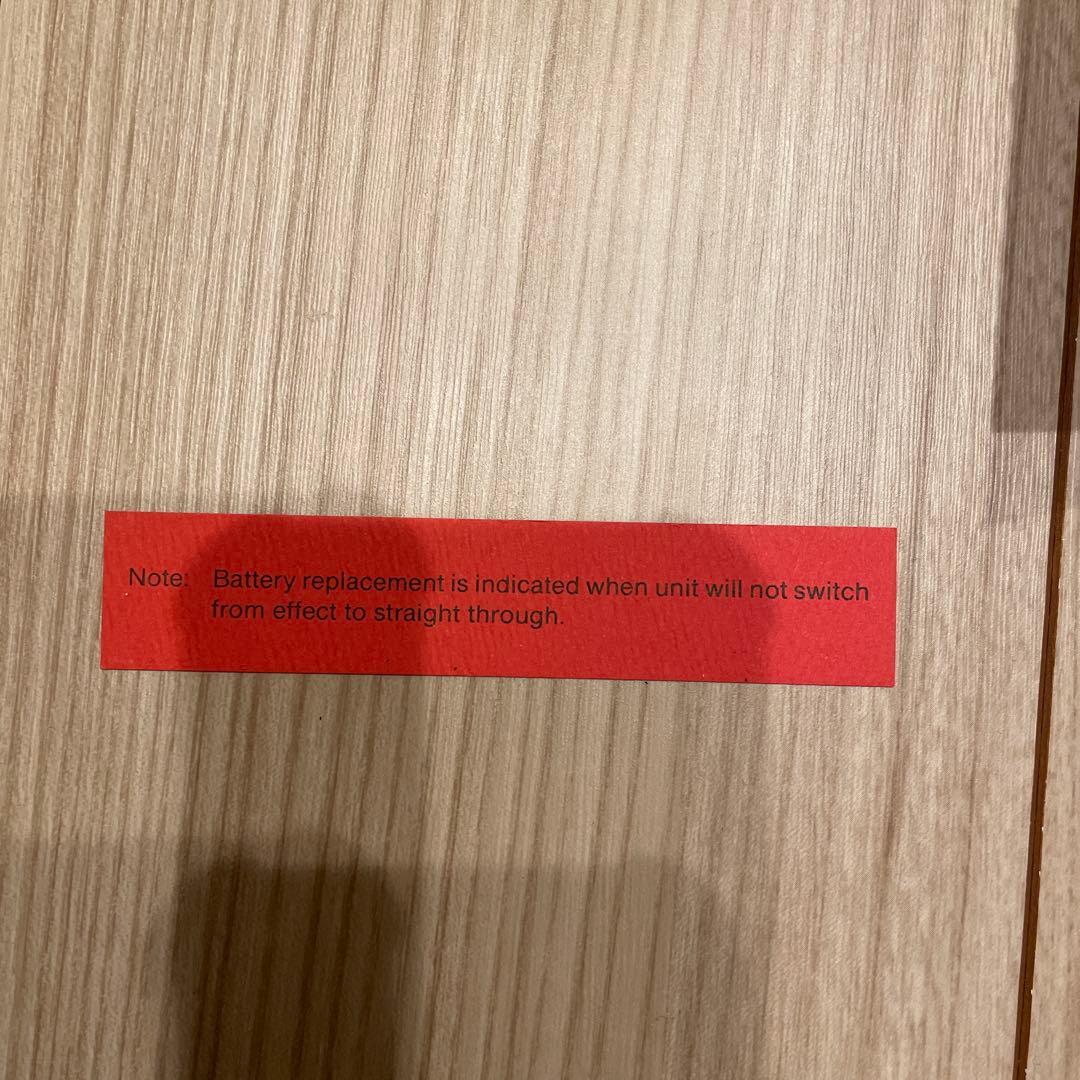 Note: Battery replacement is indicated when unit will not switch
from effect to straight through.